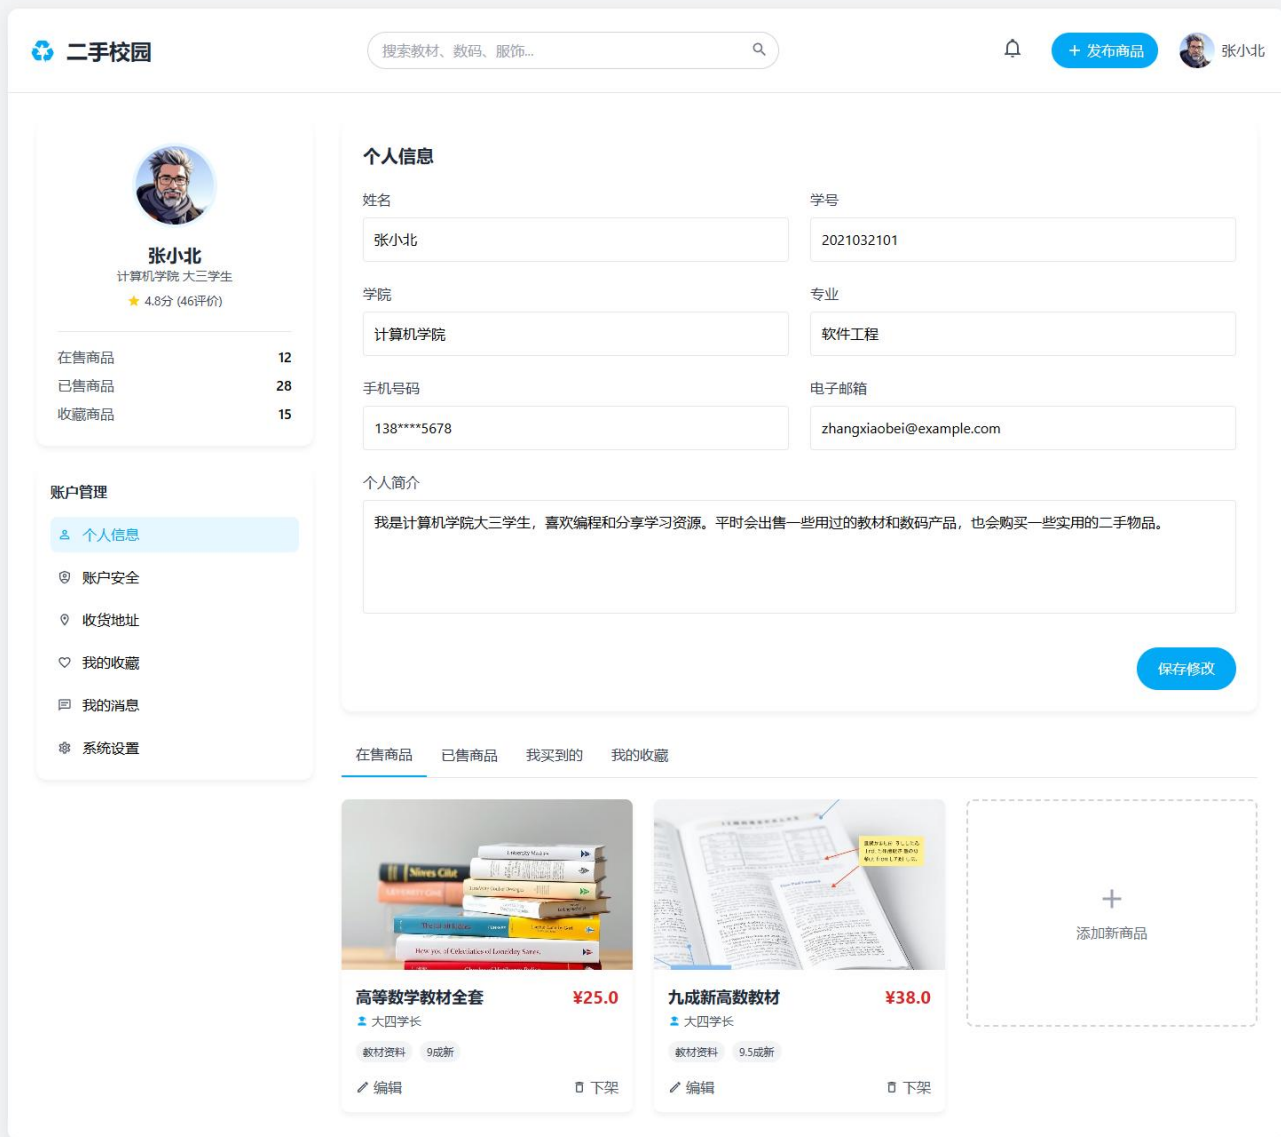 二手校园
搜索教材、数码、服饰...
+ 发布商品
张小北
张小北
计算机学院 大三学生
4.8分 (46评价)
在售商品 12
已售商品 28
收藏商品 15
账户管理
个人信息
账户安全
收货地址
我的收藏
我的消息
系统设置
个人信息
姓名
张小北
学号
2021032101
学院
计算机学院
专业
软件工程
手机号码
138****5678
电子邮箱
zhangxiaobei@example.com
个人简介
我是计算机学院大三学生，喜欢编程和分享学习资源。平时会出售一些用过的教材和数码产品，也会购买一些实用的二手物品。
保存修改
在售商品 已售商品 我买到的 我的收藏
高等数学教材全套 ¥25.0
大四学长
教材资料 9成新
编辑 下架
九成新高数教材 ¥38.0
大四学长
教材资料 9.5成新
编辑 下架
添加新商品